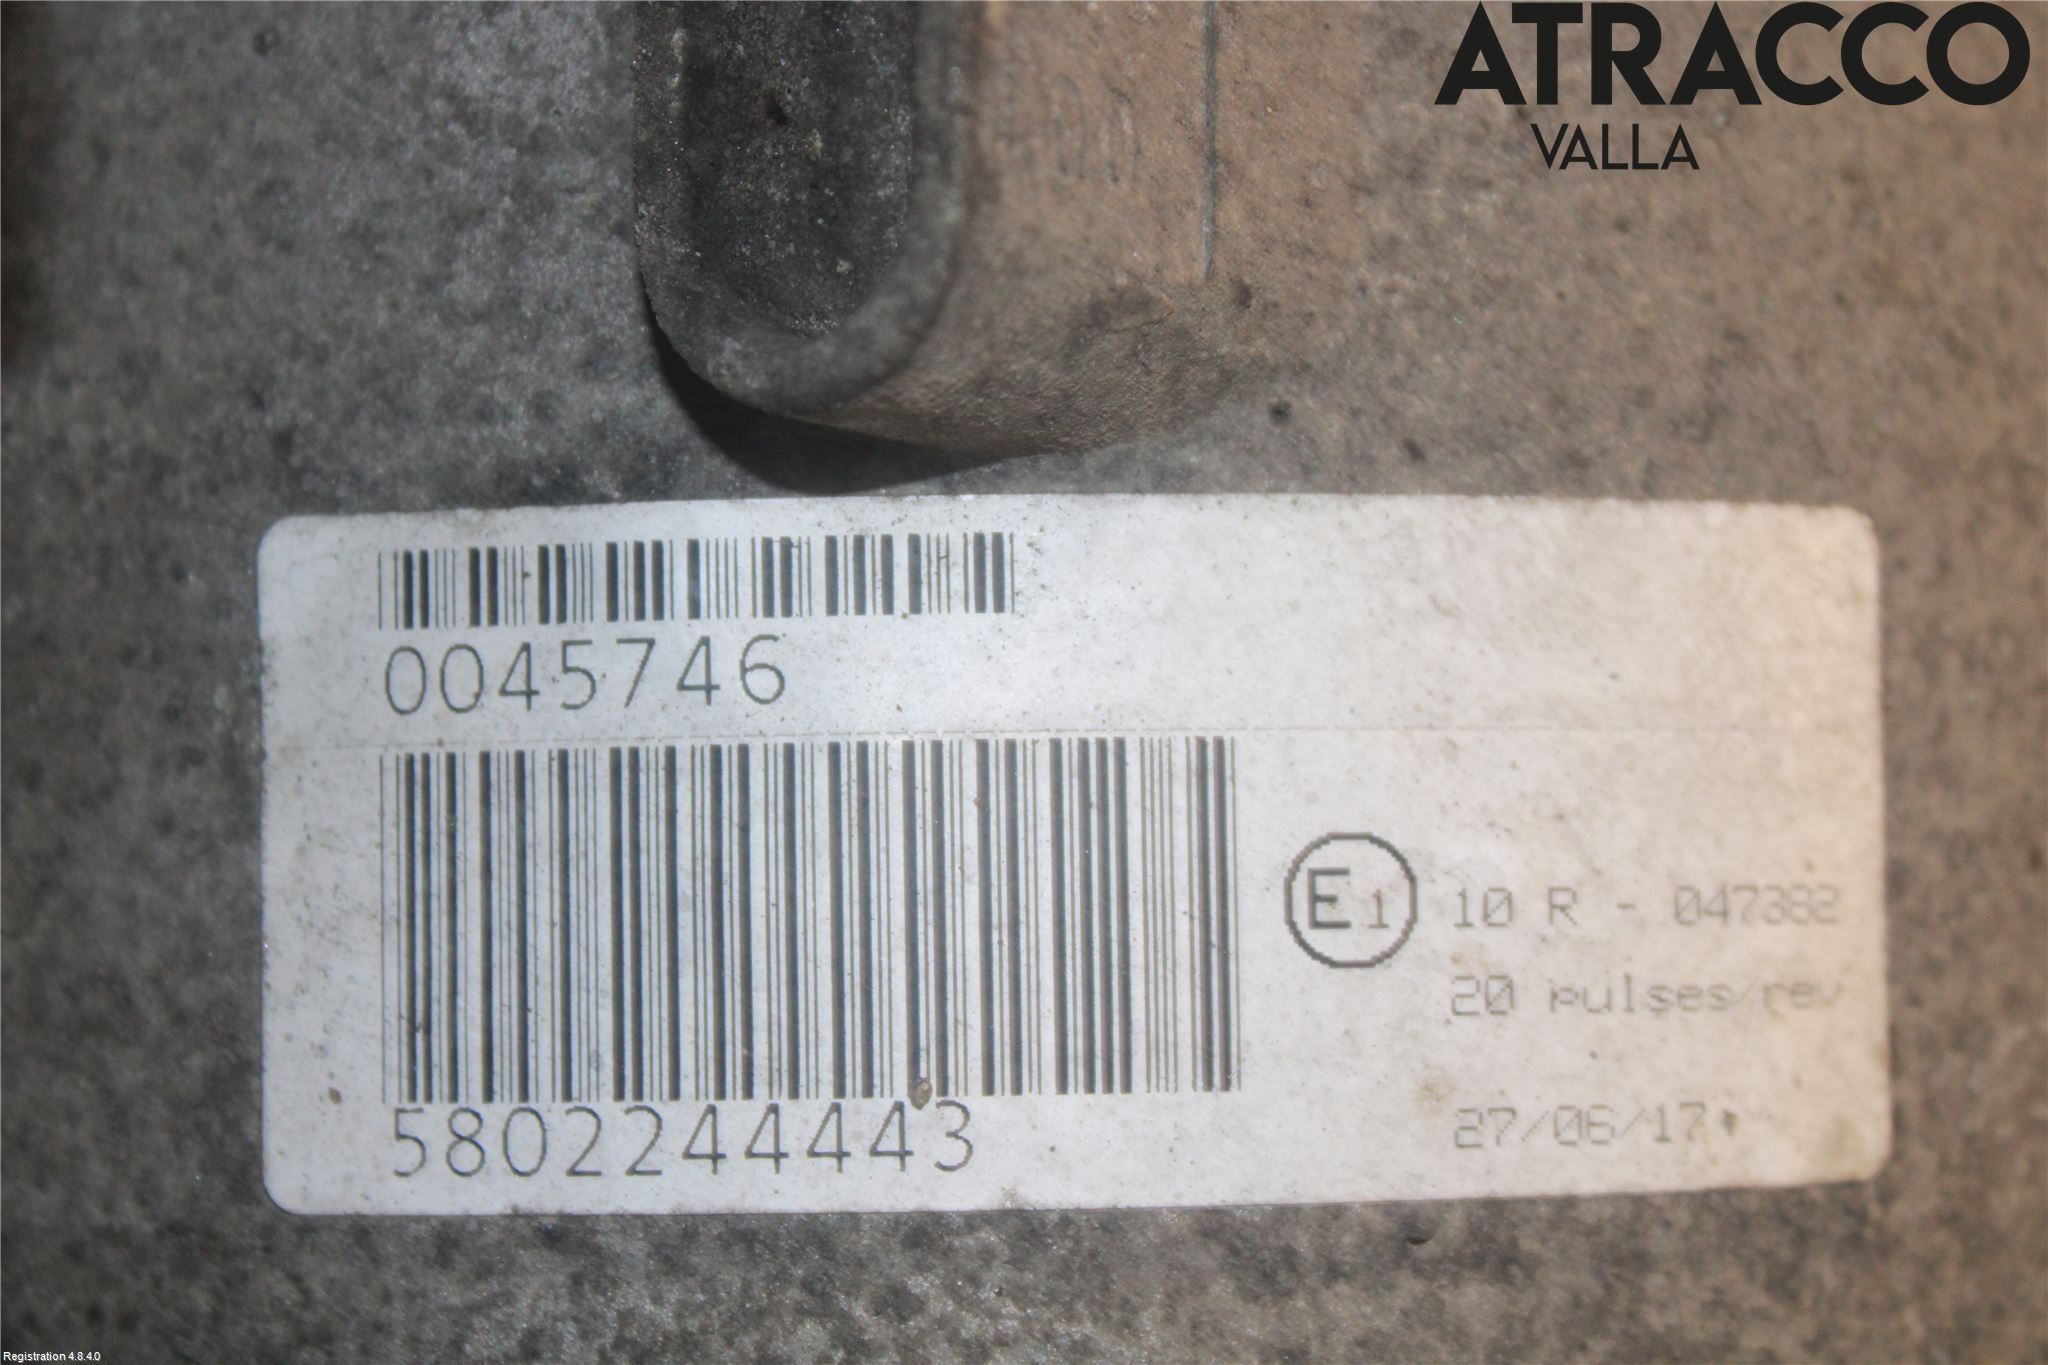 ATRACCO
VALLA
0045746
E1 10 R - 047382
20 pulses/rev
5802244443
27/06/17
Registration 4.8.4.0